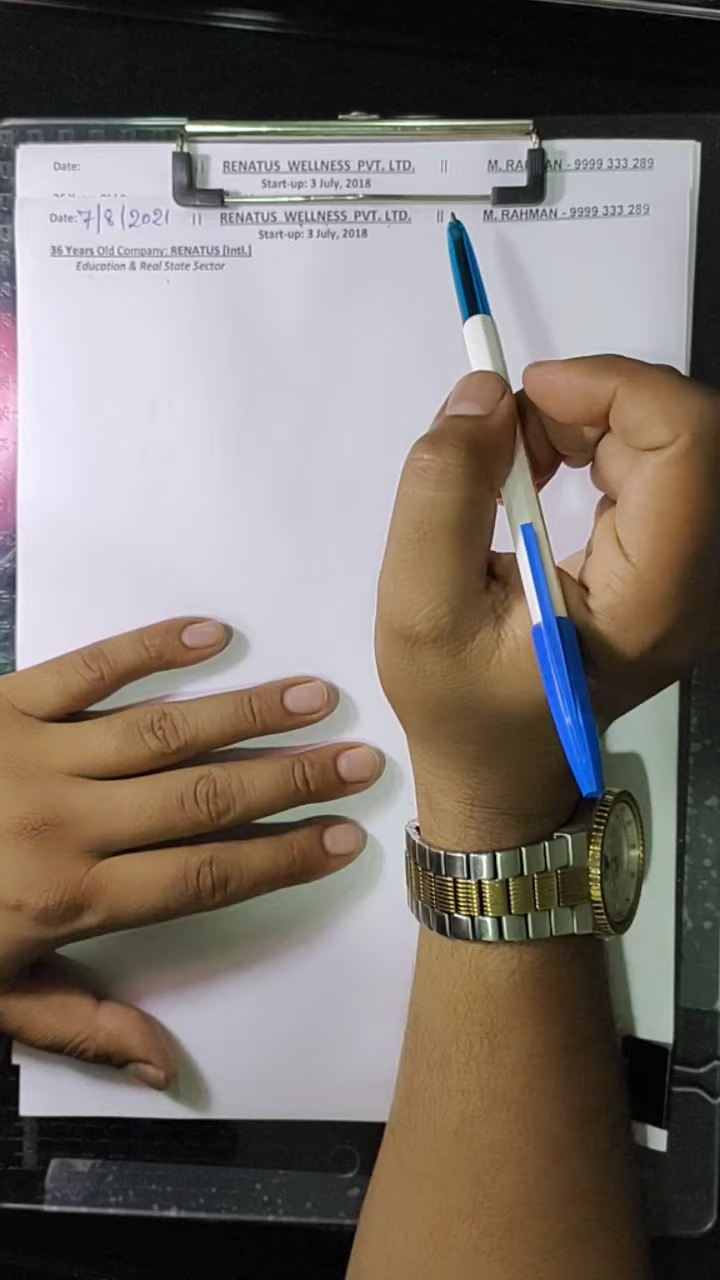 Date: || RENATUS WELLNESS PVT. LTD. || M. RAHMAN - 9999 333 289
Start-up: 3 July, 2018
Date: 7/8/2021 || RENATUS WELLNESS PVT. LTD. || M. RAHMAN - 9999 333 289
Start-up: 3 July, 2018
36 Years Old Company: RENATUS [Intl.]
Education & Real State Sector